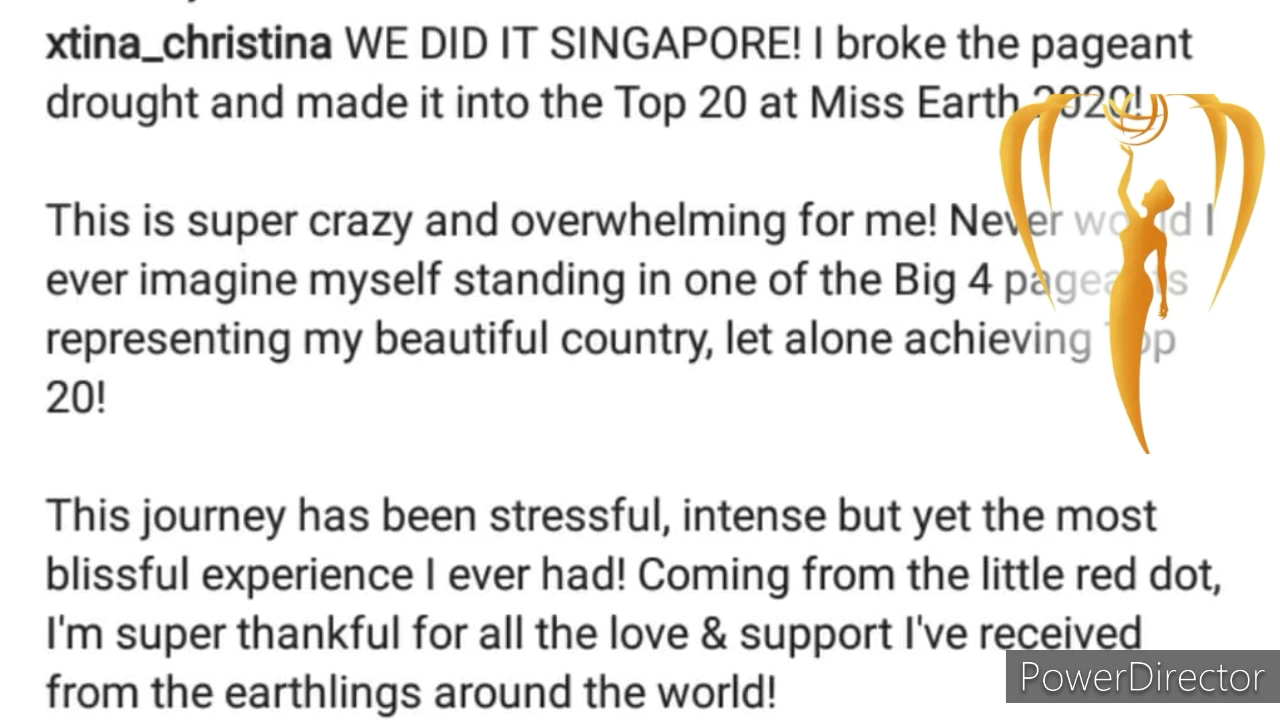 xtina_christina WE DID IT SINGAPORE! I broke the pageant
drought and made it into the Top 20 at Miss Earth 2020!
This is super crazy and overwhelming for me! Never would I
ever imagine myself standing in one of the Big 4 pageants
representing my beautiful country, let alone achieving Top
20!
This journey has been stressful, intense but yet the most
blissful experience I ever had! Coming from the little red dot,
I'm super thankful for all the love & support I've received
from the earthlings around the world!
PowerDirector